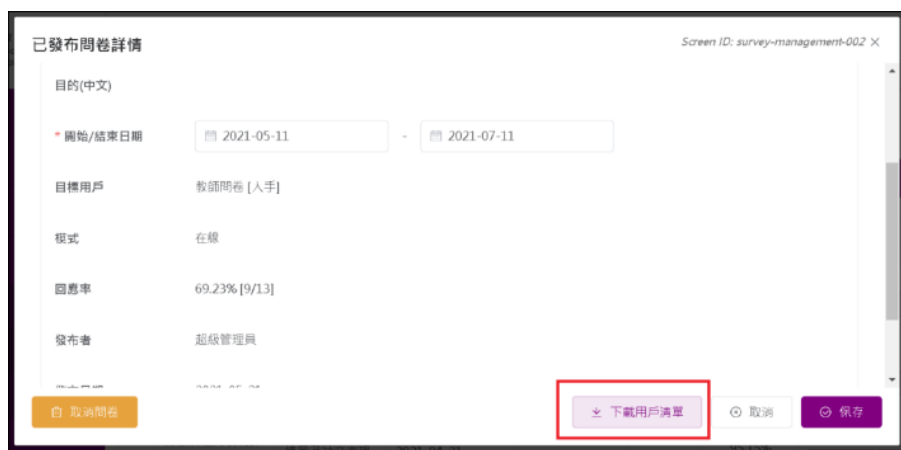 已發布問卷詳情
Screen ID: survey-management-002
目的(中文)
* 開始/結束日期 2021-05-11 - 2021-07-11
目標用戶 教師問卷 [人手]
模式 在線
回應率 69.23% [9/13]
發布者 超級管理員
取消問卷 下載用戶清單 取消 保存